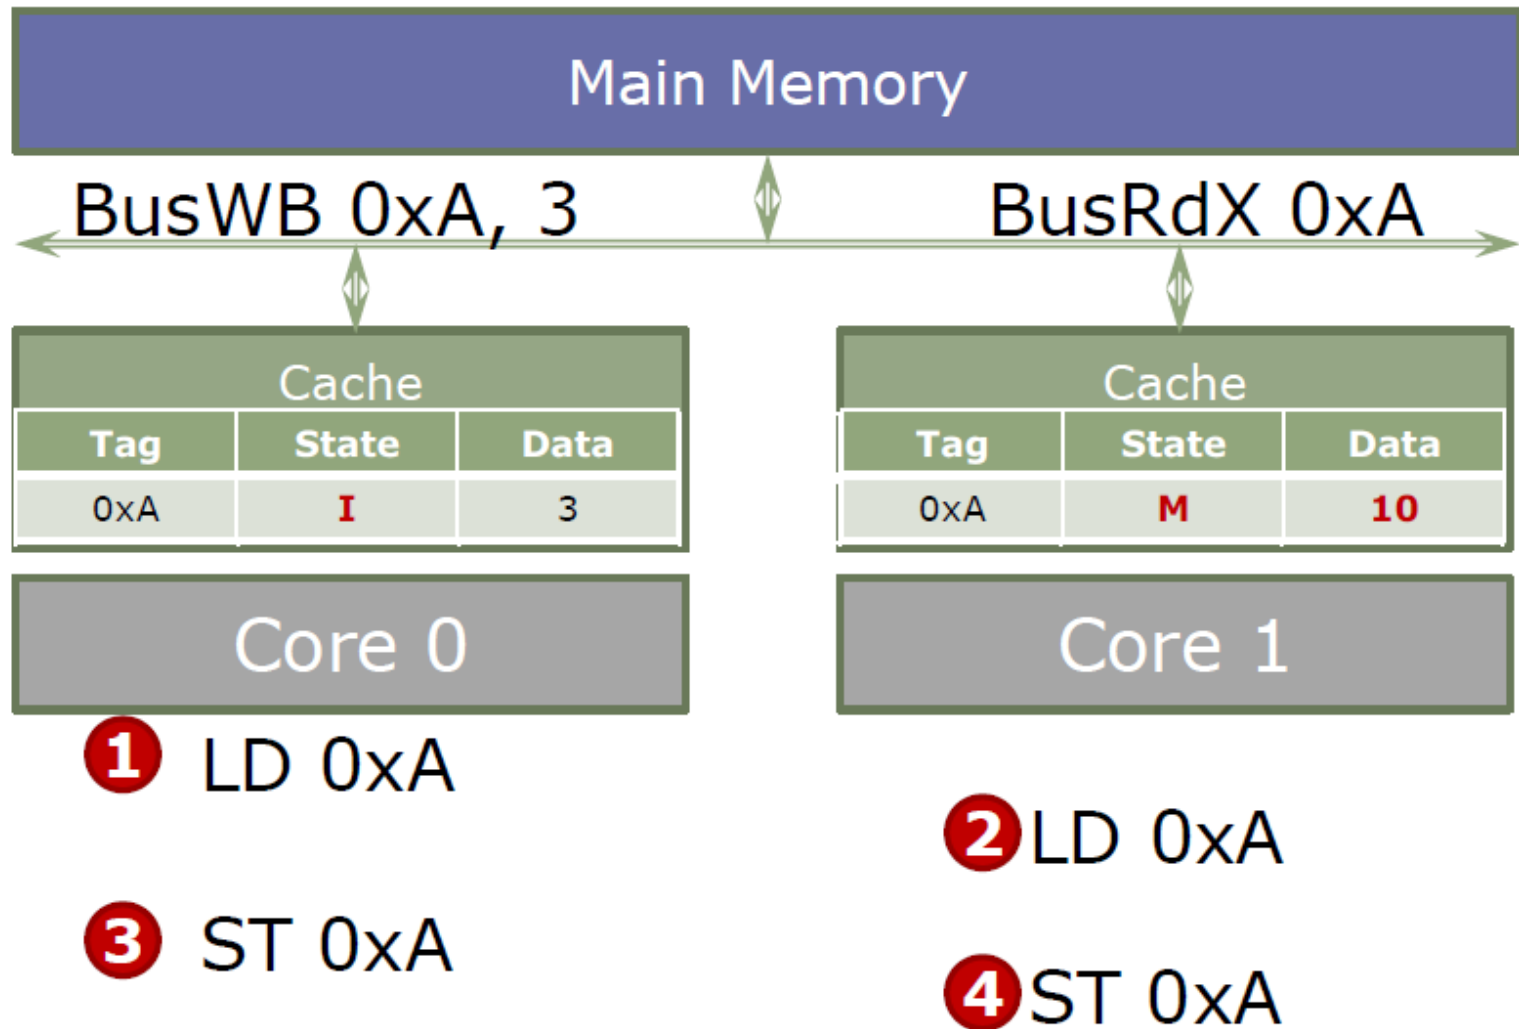 Main Memory
BusWB 0xA, 3
BusRdX 0xA
Cache
Tag State Data
0xA I 3
Cache
Tag State Data
0xA M 10
Core 0
Core 1
1 LD 0xA
2 LD 0xA
3 ST 0xA
4 ST 0xA